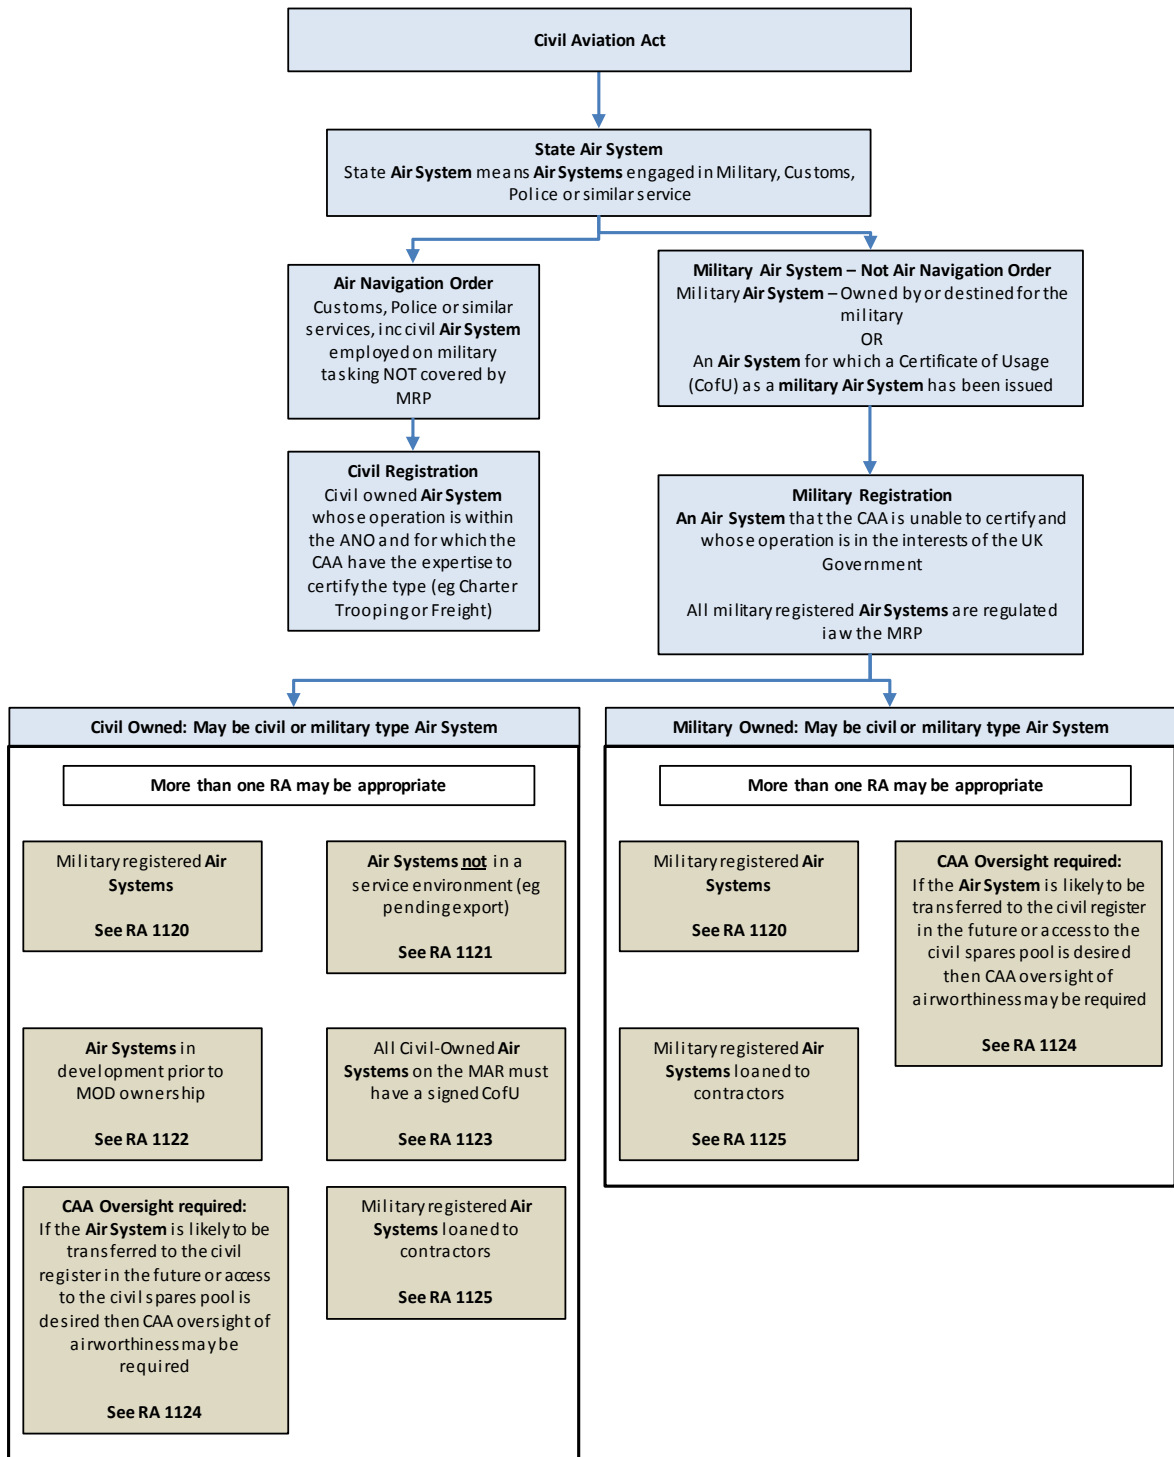 Civil Aviation Act
State Air System
State Air System means Air Systems engaged in Military, Customs,
Police or similar service
Air Navigation Order
Customs, Police or similar
services, inc civil Air System
employed on military
tasking NOT covered by
MRP
Military Air System – Not Air Navigation Order
Military Air System – Owned by or destined for the
military
OR
An Air System for which a Certificate of Usage
(CofU) as a military Air System has been issued
Civil Registration
Civil owned Air System
whose operation is within
the ANO and for which the
CAA have the expertise to
certify the type (eg Charter
Trooping or Freight)
Military Registration
An Air System that the CAA is unable to certify and
whose operation is in the interests of the UK
Government
All military registered Air Systems are regulated
iaw the MRP
Civil Owned: May be civil or military type Air System
More than one RA may be appropriate
Military registered Air
Systems
See RA 1120
Air Systems not in a
service environment (eg
pending export)
See RA 1121
Air Systems in
development prior to
MOD ownership
See RA 1122
All Civil-Owned Air
Systems on the MAR must
have a signed CofU
See RA 1123
CAA Oversight required:
If the Air System is likely to be
transferred to the civil
register in the future or access
to the civil spares pool is
desired then CAA oversight of
airworthiness may be
required
See RA 1124
Military registered Air
Systems loaned to
contractors
See RA 1125
Military Owned: May be civil or military type Air System
More than one RA may be appropriate
Military registered Air
Systems
See RA 1120
CAA Oversight required:
If the Air System is likely to be
transferred to the civil register
in the future or access to the
civil spares pool is desired
then CAA oversight of
airworthiness may be required
See RA 1124
Military registered Air
Systems loaned to
contractors
See RA 1125